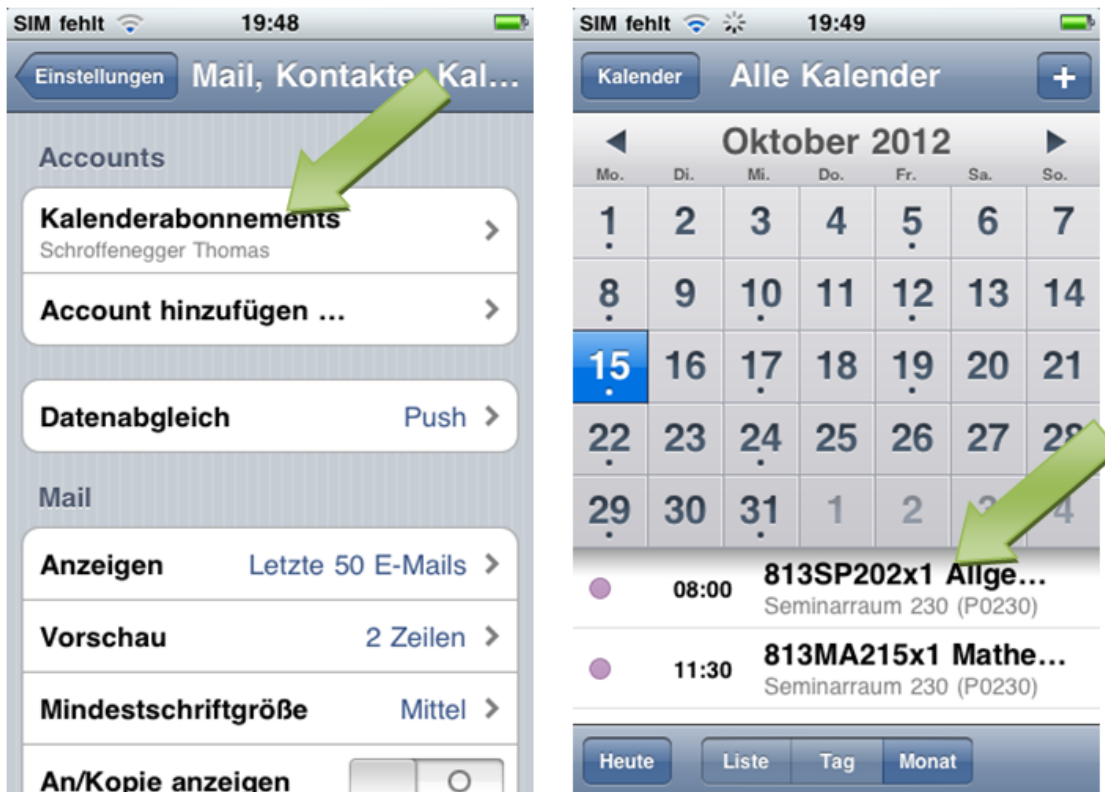 SIM fehlt 19:48
Einstellungen Mail, Kontakte, Kal...
Accounts
Kalenderabonnements
Schroffenegger Thomas
Account hinzufügen ...
Datenabgleich Push
Mail
Anzeigen Letzte 50 E-Mails
Vorschau 2 Zeilen
Mindestschriftgröße Mittel
An/Kopie anzeigen
SIM fehlt 19:49
Kalender Alle Kalender +
Oktober 2012
Mo. Di. Mi. Do. Fr. Sa. So.
1 2 3 4 5 6 7
8 9 10 11 12 13 14
15 16 17 18 19 20 21
22 23 24 25 26 27 28
29 30 31 1 2 3 4
08:00 813SP202x1 Allge...
Seminarraum 230 (P0230)
11:30 813MA215x1 Mathe...
Seminarraum 230 (P0230)
Heute Liste Tag Monat